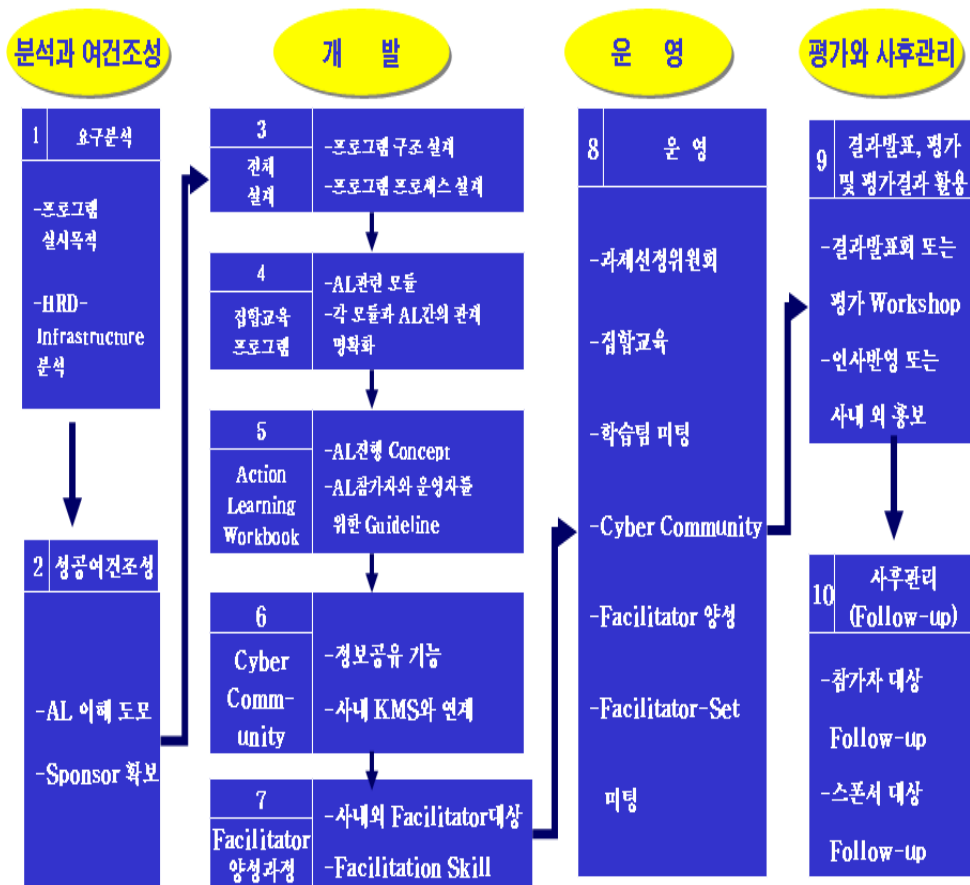 분석과 여건조성
개 발
운 영
평가와 사후관리
1 요구분석
-프로그램
실시목적
-HRD-
Infrastructure
분석
2 성공여건조성
-AL 이해 도모
-Sponsor 확보
3
전체
설계
-프로그램 구조 설계
-프로그램 프로세스 설계
4
집합교육
프로그램
-AL관련 모듈
-각 모듈과 AL간의 관계
명확화
5
Action
Learning
Workbook
-AL진행 Concept
-AL참가자와 운영자를
위한 Guideline
6
Cyber
Comm-
unity
-정보공유 기능
-사내 KMS와 연계
7
Facilitator
양성과정
-사내외 Facilitator대상
-Facilitation Skill
8 운 영
-과제선정위원회
-집합교육
-학습팀 미팅
-Cyber Community
-Facilitator 양성
-Facilitator-Set
미팅
9 결과발표, 평가
및 평가결과 활용
-결과발표회 또는
평가 Workshop
-인사반영 또는
사내 외 홍보
10 사후관리
(Follow-up)
-참가자 대상
Follow-up
-스폰서 대상
Follow-up